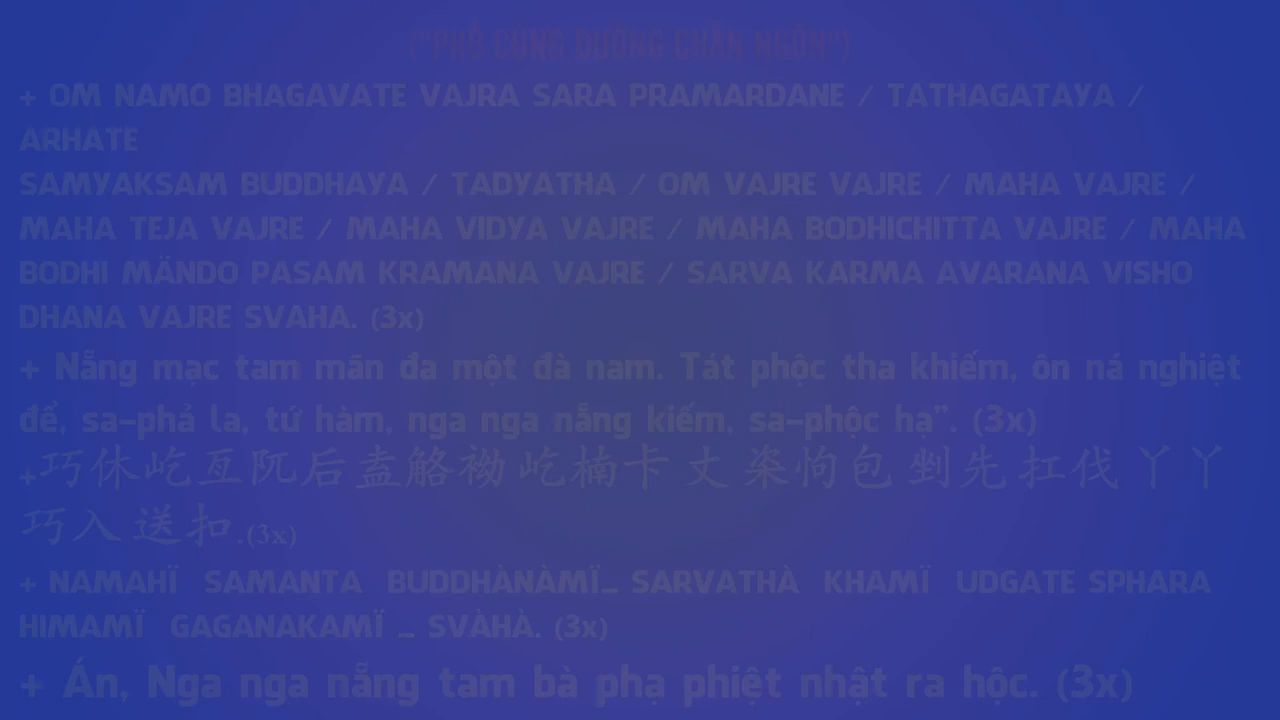 ("PHỔ CÚNG DƯỜNG CHÂN NGÔN")
+ OM NAMO BHAGAVATE VAJRA SARA PRAMARDANE / TATHAGATAYA /
ARHATE
SAMYAKSAM BUDDHAYA / TADYATHA / OM VAJRE VAJRE / MAHA VAJRE /
MAHA TEJA VAJRE / MAHA VIDYA VAJRE / MAHA BODHICHITTA VAJRE / MAHA
BODHI MÄNDO PASAM KRAMANA VAJRE / SARVA KARMA AVARANA VISHO
DHANA VAJRE SVAHA. (3x)
+ Nẵng mạc tam mãn đa một đà nam. Tát phộc tha khiếm, ôn ná nghiệt
để, sa-phả la, tứ hàm, nga nga nẵng kiếm, sa-phộc hạ". (3x)
+巧休屹亙阢后盍觡袎屹楠卡丈楶恦包剉先扛伐丫丫
巧入送扣.(3x)
+ NAMAHÏ SAMANTA BUDDHÀNÀMÏ_ SARVATHÀ KHAMÏ UDGATE SPHARA
HIMAMÏ GAGANAKAMÏ _ SVÀHÀ. (3x)
+ Án, Nga nga nẵng tam bà phạ phiệt nhật ra hộc. (3x)